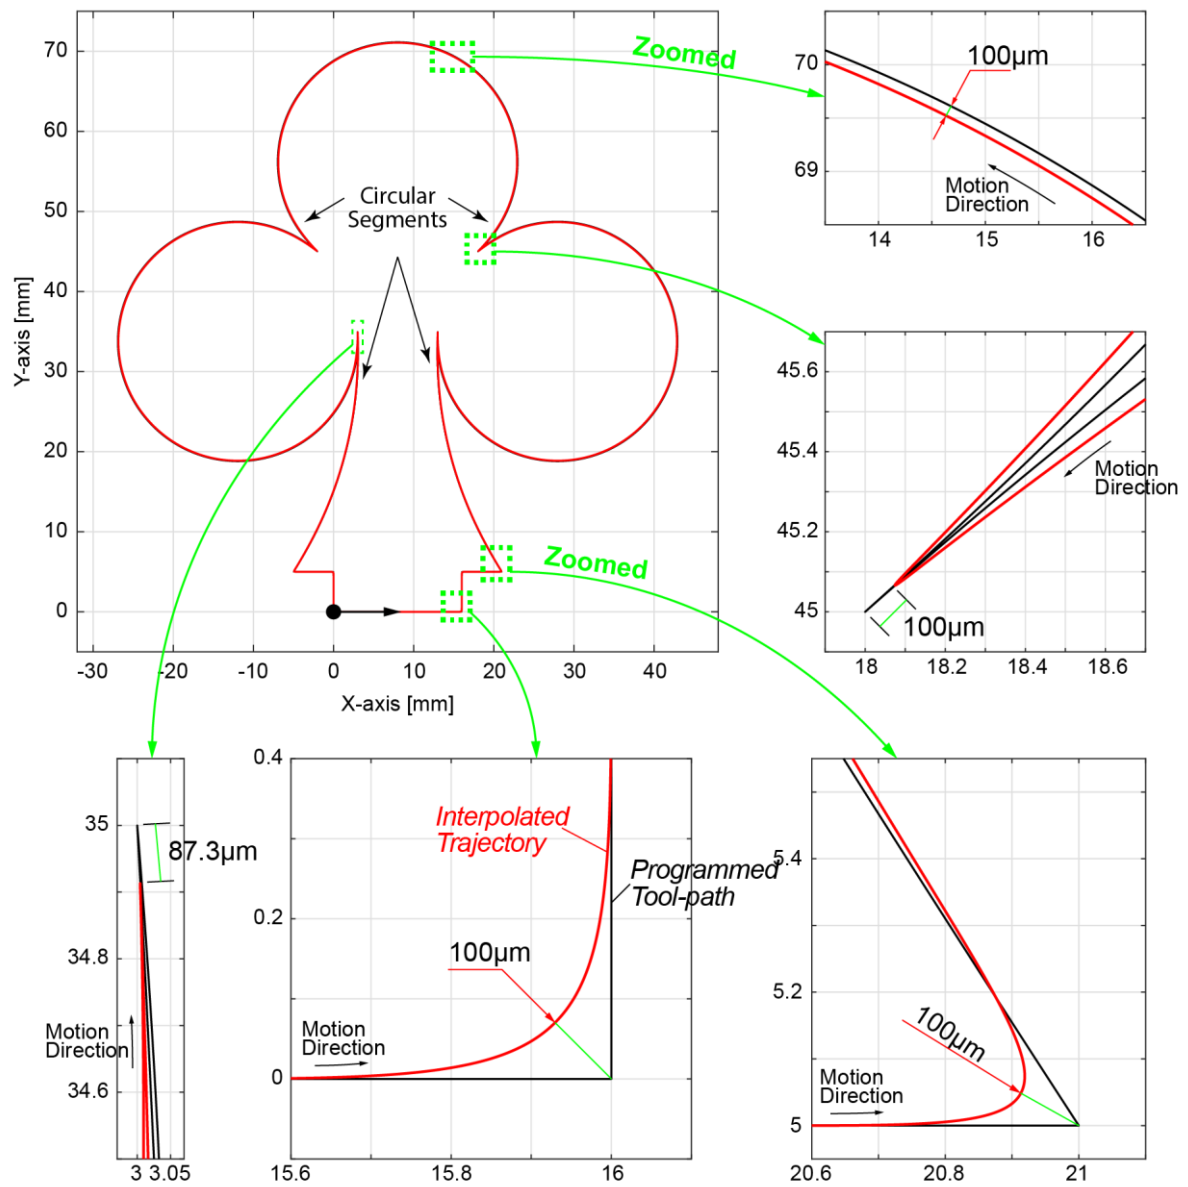 70
60
50
40
30
20
10
0
Y-axis [mm]
-30
-20
-10
0
10
20
30
40
X-axis [mm]
Circular
Segments
Zoomed
Zoomed
70
69
14
15
16
100μm
Motion
Direction
45.6
45.4
45.2
45
18
18.2
18.4
18.6
Motion
Direction
100μm
35
34.8
34.6
3
3.05
87.3μm
Motion
Direction
0.4
0.2
0
15.6
15.8
16
Interpolated
Trajectory
Programmed
Tool-path
100μm
Motion
Direction
5.4
5.2
5
20.6
20.8
21
100μm
Motion
Direction